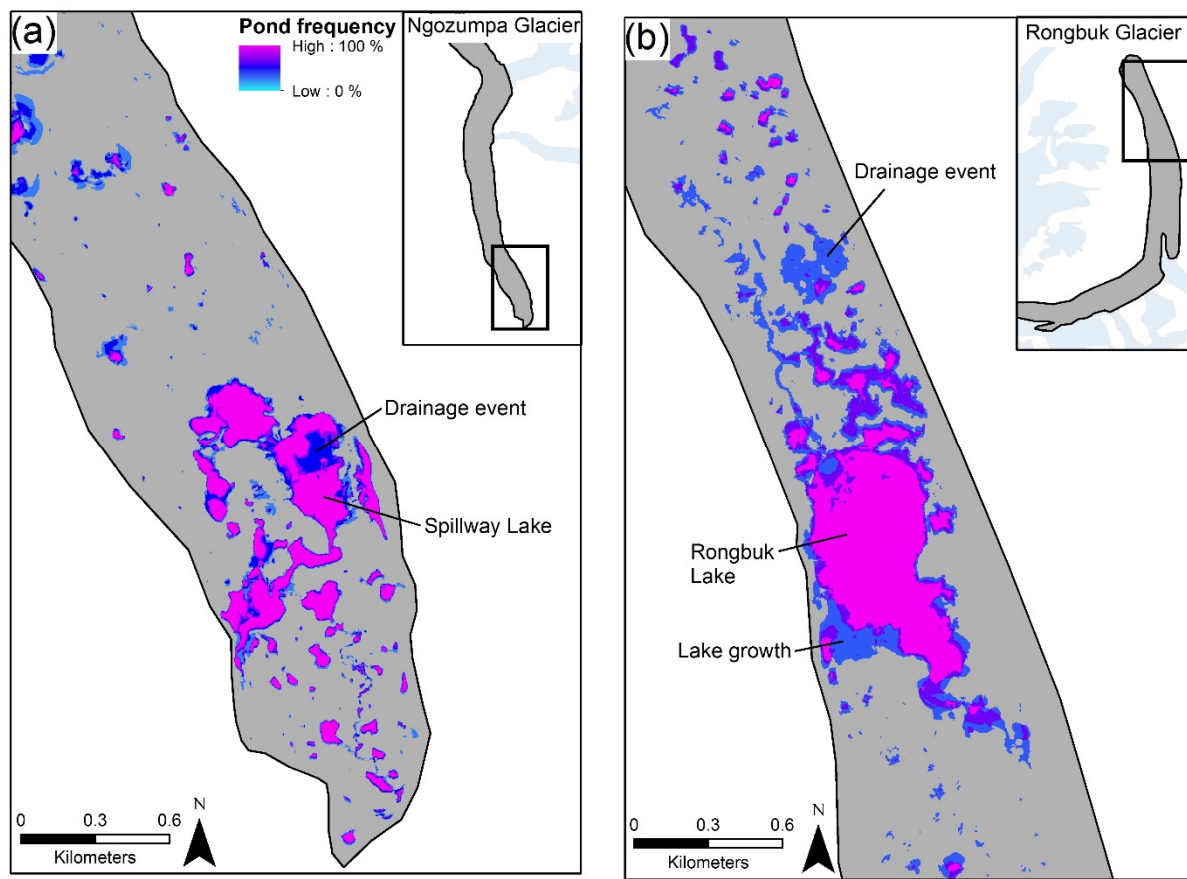 (a)
Pond frequency
High : 100 %
Low : 0 %
Ngozumpa Glacier
Drainage event
Spillway Lake
0 0.3 0.6
Kilometers
N
(b)
Rongbuk Glacier
Drainage event
Rongbuk
Lake
Lake growth
0 0.3 0.6
Kilometers
N